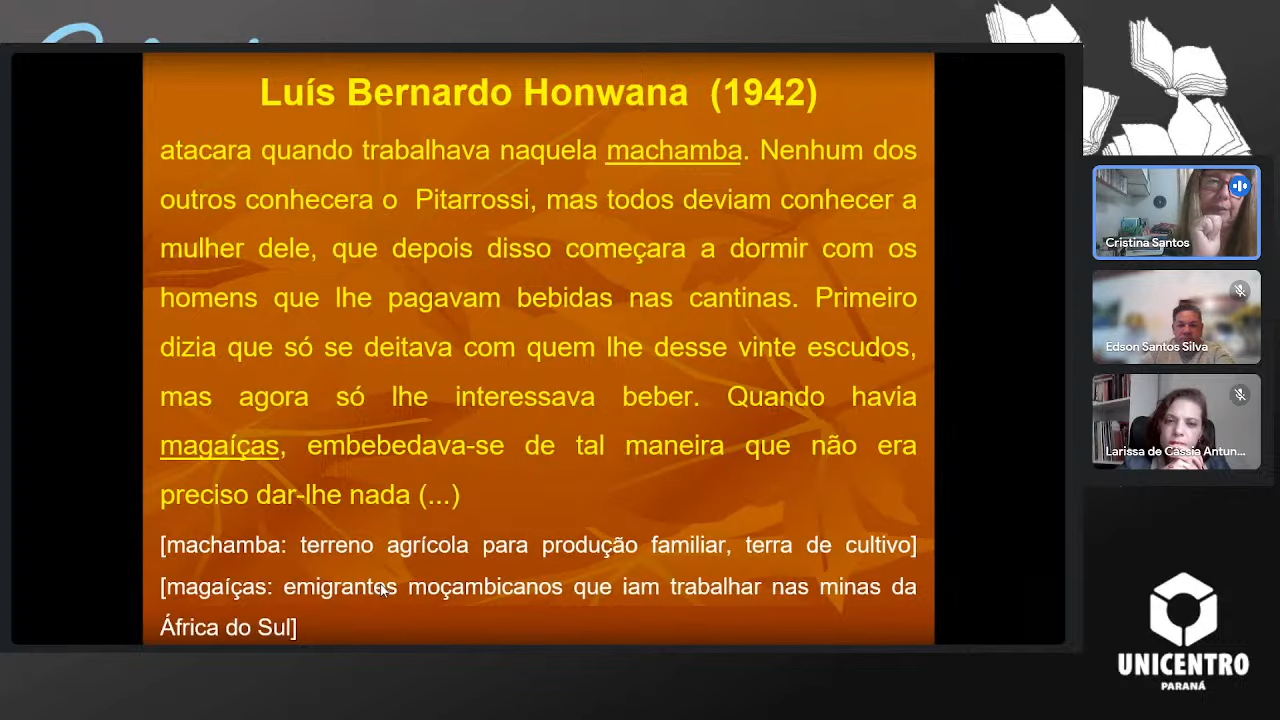 Luís Bernardo Honwana (1942)
atacara quando trabalhava naquela machamba. Nenhum dos
outros conhecera o Pitarrossi, mas todos deviam conhecer a
mulher dele, que depois disso começara a dormir com os
homens que lhe pagavam bebidas nas cantinas. Primeiro
dizia que só se deitava com quem lhe desse vinte escudos,
mas agora só lhe interessava beber. Quando havia
magaíças, embebedava-se de tal maneira que não era
preciso dar-lhe nada (...)
[machamba: terreno agrícola para produção familiar, terra de cultivo]
[magaíças: emigrantes moçambicanos que iam trabalhar nas minas da
África do Sul]
Cristina Santos
Edson Santos Silva
Larissa de Cássia Antun...
UNICENTRO
PARANÁ